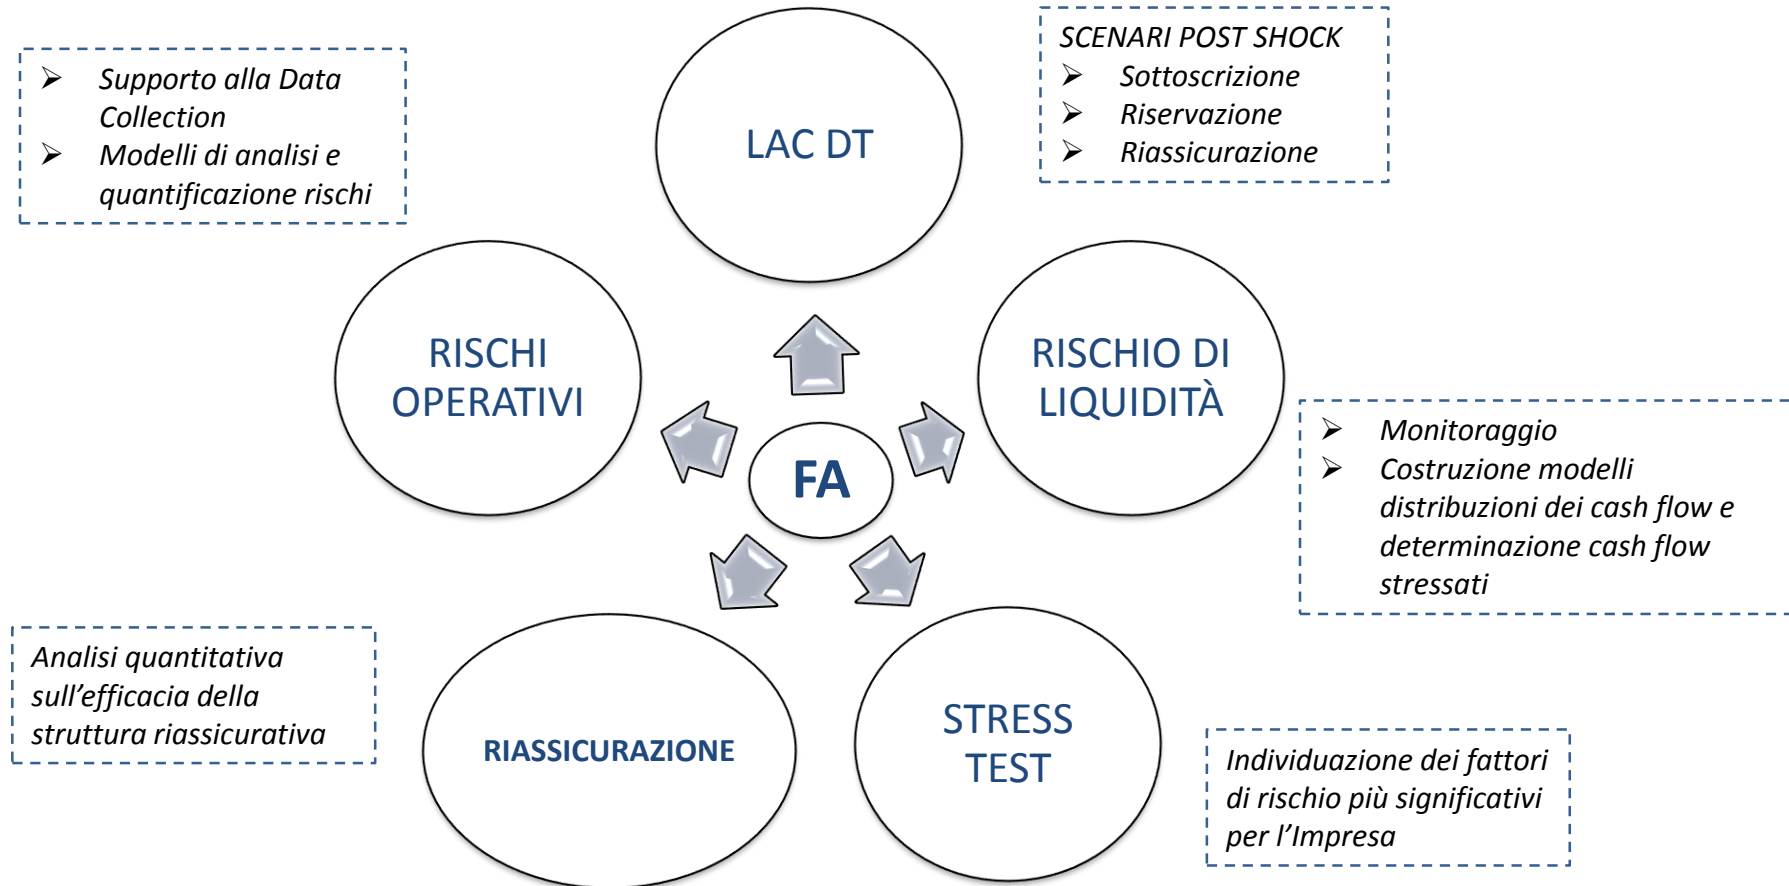 SCENARI POST SHOCK
➢ Sottoscrizione
➢ Riservazione
➢ Riassicurazione
➢ Supporto alla Data
Collection
➢ Modelli di analisi e
quantificazione rischi
LAC DT
RISCHI
OPERATIVI
RISCHIO DI
LIQUIDITÀ
➢ Monitoraggio
➢ Costruzione modelli
distribuzioni dei cash flow e
determinazione cash flow
stressati
FA
Analisi quantitativa
sull’efficacia della
struttura riassicurativa
RIASSICURAZIONE
STRESS
TEST
Individuazione dei fattori
di rischio più significativi
per l’Impresa